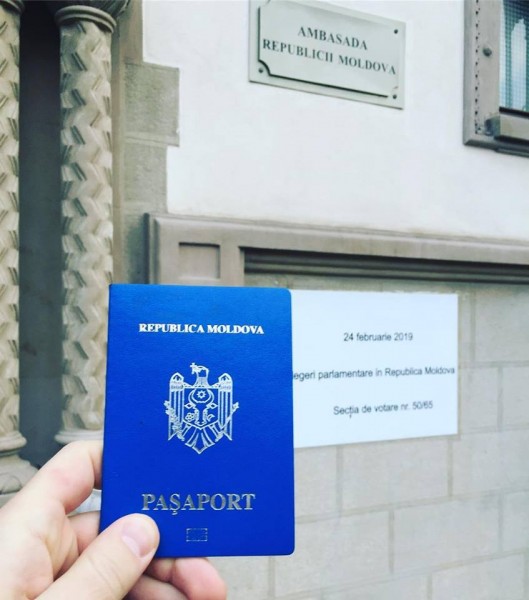 AMBASADA
REPUBLICII MOLDOVA
24 februarie 2019
legeri parlamentare în Republica Moldova
Secția de votare nr. 50/65
REPUBLICA MOLDOVA
PAŞAPORT